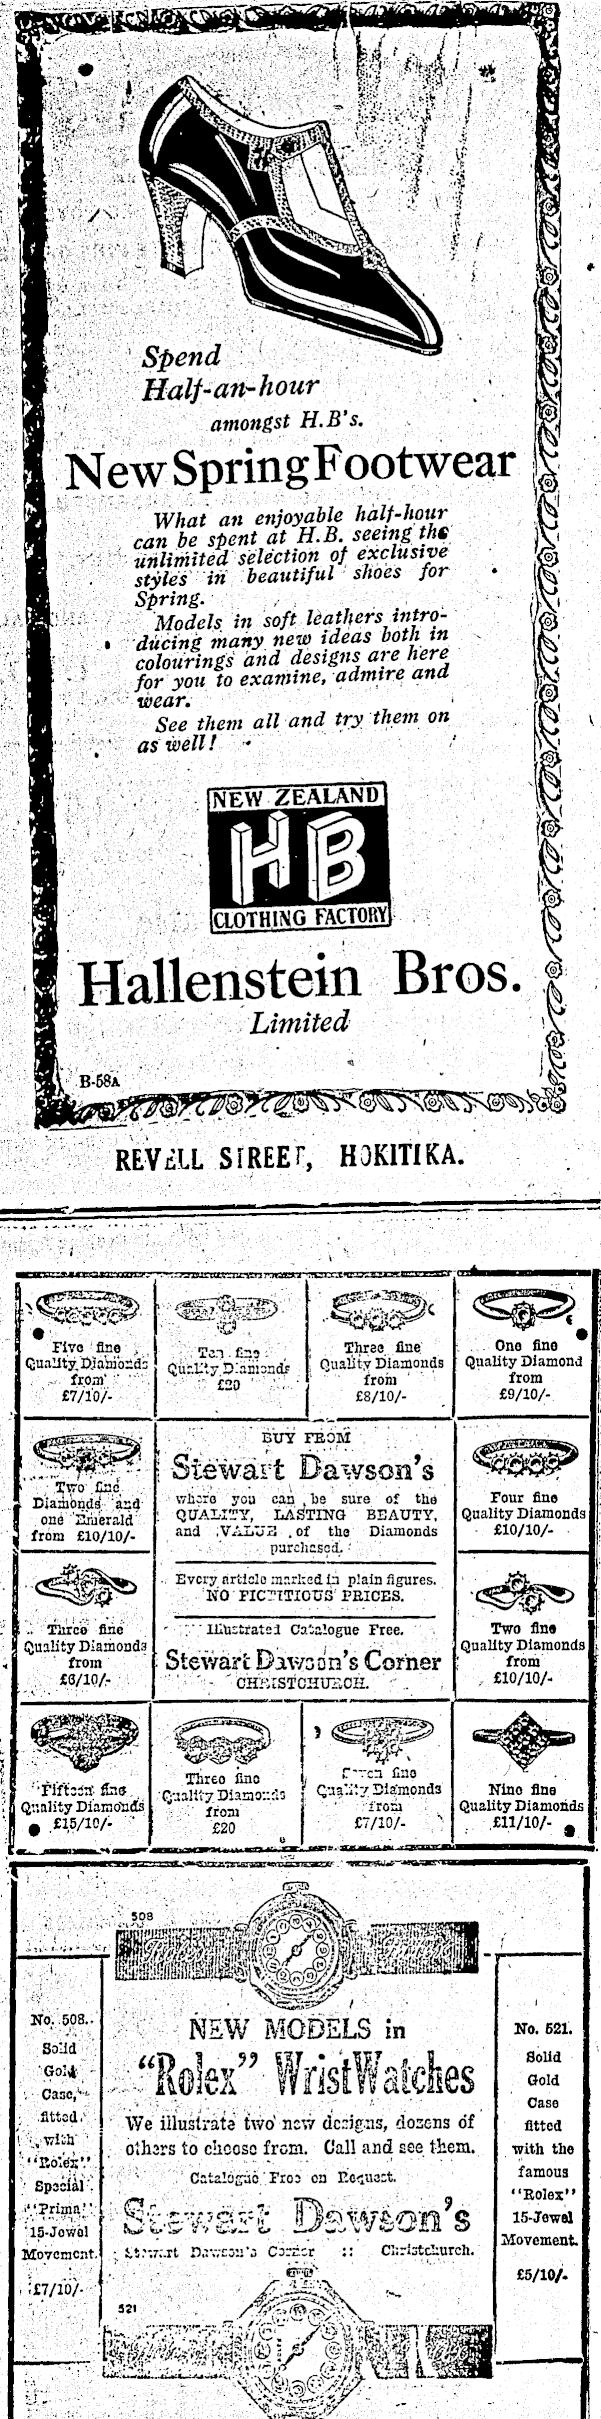 Spend
Half-an-hour
amongst H.B's.
New Spring Footwear
What an enjoyable half-hour
can be spent at H.B. seeing the
unlimited selection of exclusive
styles in beautiful shoes for
Spring.
Models in soft leathers intro-
ducing many new ideas both in
colourings and designs are here
for you to examine, admire and
wear.
See them all and try them on
as well!
NEW ZEALAND
HB
CLOTHING FACTORY
Hallenstein Bros.
Limited
B-58A
REVELL STREET, HOKITIKA.
Five fine
Quality Diamonds
from
£7/10/-
Ten fine
Quality Diamonds
£20
Three fine
Quality Diamonds
from
£8/10/-
One fine
Quality Diamond
from
£9/10/-
Two fine
Diamonds and
one Emerald
from £10/10/-
BUY FROM
Stewart Dawson's
where you can be sure of the
QUALITY, LASTING BEAUTY,
and VALUE of the Diamonds
purchased.
Every article marked in plain figures.
NO FICTITIOUS PRICES.
Illustrated Catalogue Free.
Stewart Dawson's Corner
CHRISTCHURCH.
Four fine
Quality Diamonds
£10/10/-
Three fine
Quality Diamonds
from
£6/10/-
Two fine
Quality Diamonds
from
£10/10/-
Fifteen fine
Quality Diamonds
£15/10/-
Three fine
Quality Diamonds
from
£20
Seven fine
Quality Diamonds
from
£7/10/-
Nine fine
Quality Diamonds
£11/10/-
508
No. 508.
Solid
Gold
Case,
fitted
with
"Rolex"
Special
"Prima"
15-Jewel
Movement.
£7/10/-
NEW MODELS in
"Rolex" Wrist Watches
We illustrate two new designs, dozens of
others to choose from. Call and see them.
Catalogue Free on Request.
Stewart Dawson's
Stewart Dawson's Corner :: Christchurch.
521
No. 521.
Solid
Gold
Case
fitted
with the
famous
"Rolex"
15-Jewel
Movement.
£5/10/-